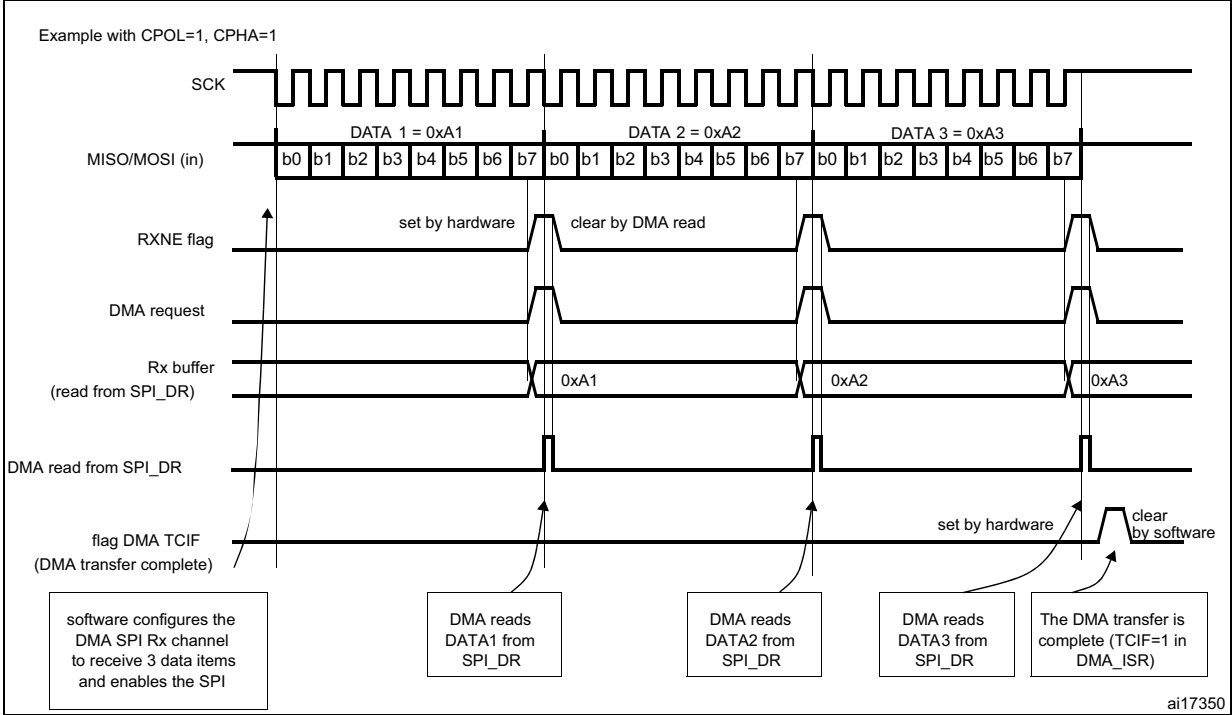 Example with CPOL=1, CPHA=1
SCK
DATA 1 = 0xA1
DATA 2 = 0xA2
DATA 3 = 0xA3
MISO/MOSI (in)
b0 b1 b2 b3 b4 b5 b6 b7 b0 b1 b2 b3 b4 b5 b6 b7 b0 b1 b2 b3 b4 b5 b6 b7
set by hardware
clear by DMA read
RXNE flag
DMA request
Rx buffer
(read from SPI_DR)
0xA1
0xA2
0xA3
DMA read from SPI_DR
flag DMA TCIF
(DMA transfer complete)
set by hardware
clear
by software
software configures the
DMA SPI Rx channel
to receive 3 data items
and enables the SPI
DMA reads
DATA1 from
SPI_DR
DMA reads
DATA2 from
SPI_DR
DMA reads
DATA3 from
SPI_DR
The DMA transfer is
complete (TCIF=1 in
DMA_ISR)
ai17350